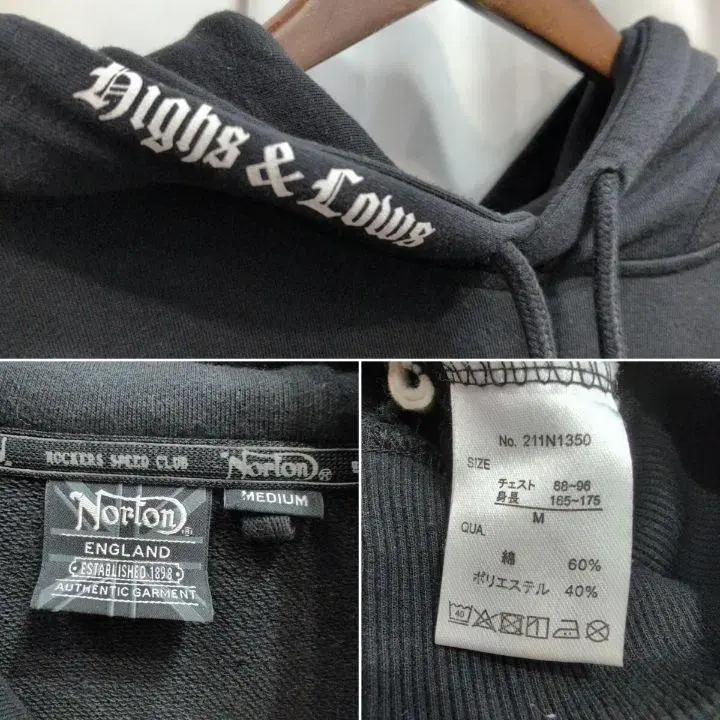 Highs & Lows
ROCKERS SPEED CLUB Norton®
Norton®
ENGLAND
ESTABLISHED 1898
AUTHENTIC GARMENT
MEDIUM
No. 211N1350
SIZE
チェスト 88~96
身長 165~175
M
QUA.
綿 60%
ポリエステル 40%
40